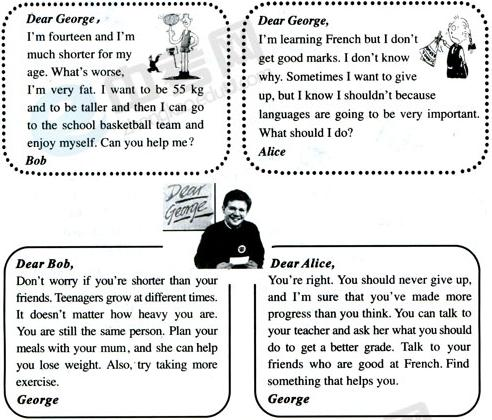 Dear George,
I'm fourteen and I'm
much shorter for my
age. What's worse,
I'm very fat. I want to be 55 kg
and to be taller and then I can go
to the school basketball team and
enjoy myself. Can you help me?
Bob
Dear George,
I'm learning French but I don't
get good marks. I don't know
why. Sometimes I want to give
up, but I know I shouldn't because
languages are going to be very important.
What should I do?
Alice
Dear
George
Dear Bob,
Don't worry if you're shorter than your
friends. Teenagers grow at different times.
It doesn't matter how heavy you are.
You are still the same person. Plan your
meals with your mum, and she can help
you lose weight. Also, try taking more
exercise.
George
Dear Alice,
You're right. You should never give up,
and I'm sure that you've made more
progress than you think. You can talk to
your teacher and ask her what you should
do to get a better grade. Talk to your
friends who are good at French. Find
something that helps you.
George